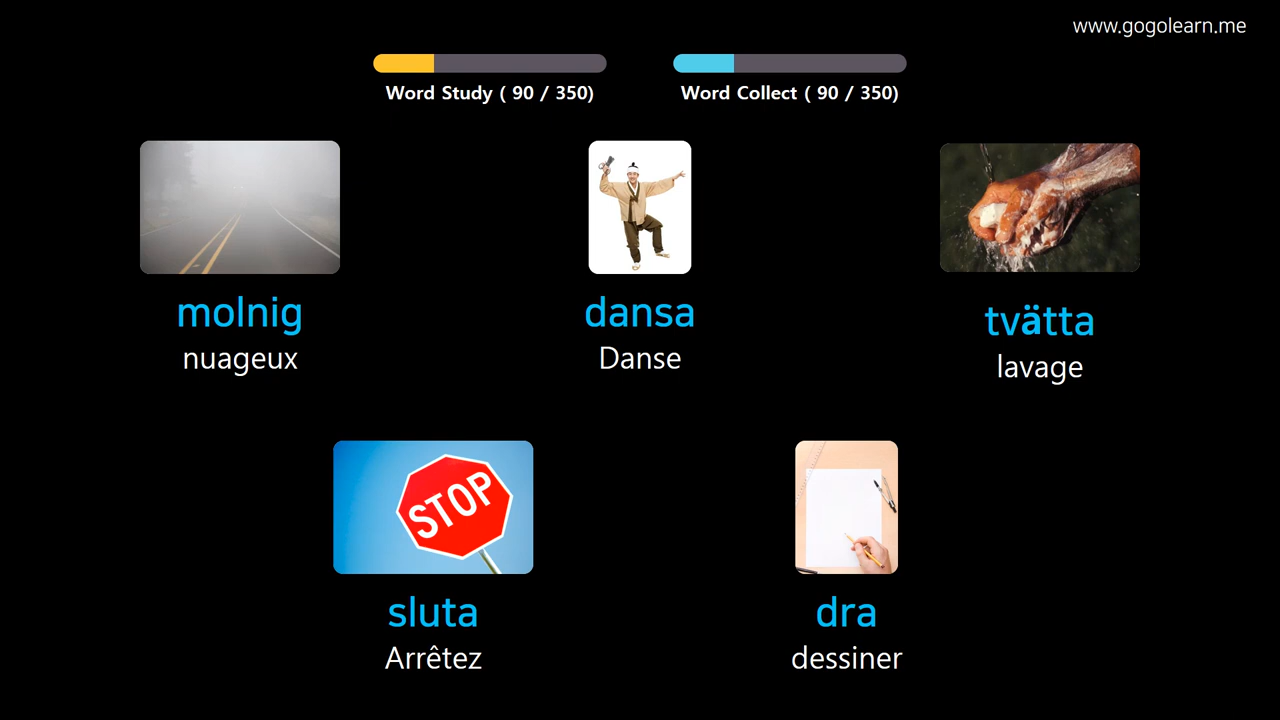 www.gogolearn.me
Word Study ( 90 / 350)
Word Collect ( 90 / 350)
molnig
nuageux
dansa
Danse
tvätta
lavage
STOP
sluta
Arrêtez
dra
dessiner